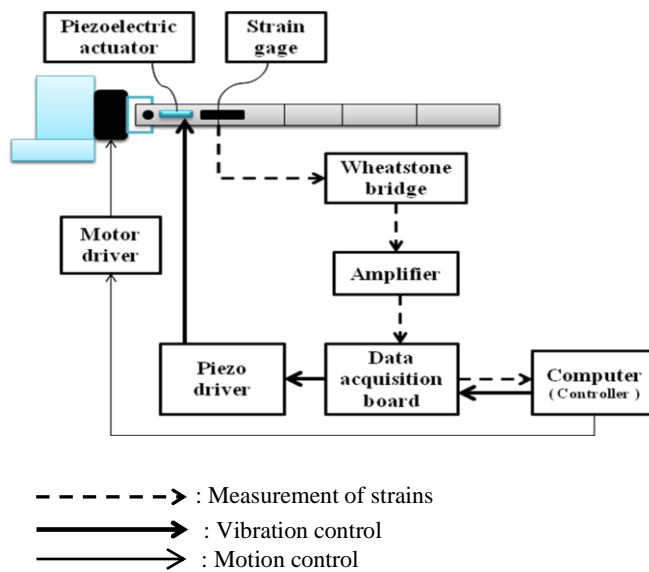 Piezoelectric
actuator
Strain
gage
Wheatstone
bridge
Motor
driver
Amplifier
Piezo
driver
Data
acquisition
board
Computer
( Controller )
: Measurement of strains
: Vibration control
: Motion control